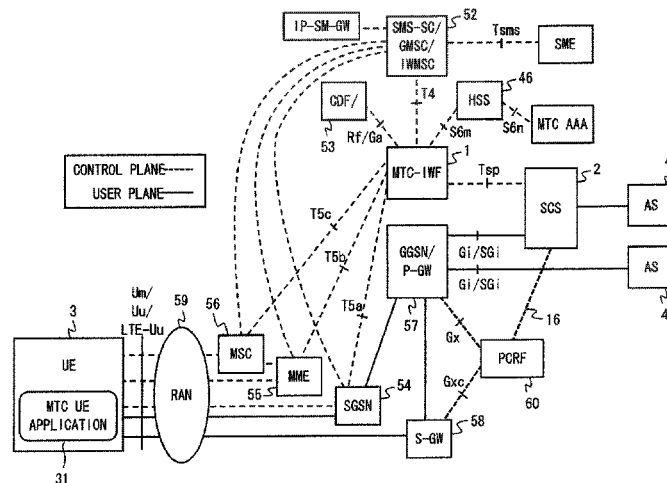 IP-SM-GW
SMS-SC/
GMSC/
IWMSC
52
Tsms
SME
CDF/
53
Rf/Ga
T4
46
HSS
S6m
S6n
MTC AAA
CONTROL PLANE
USER PLANE
1
MTC-IWF
Tsp
2
SCS
4
AS
T5c
T5b
T5a
GGSN/
P-GW
57
Gi/SGi
Gi/SGi
AS
4
Um/
Uu/
LTE-Uu
59
56
3
UE
MTC UE
APPLICATION
31
RAN
MSC
MME
55
54
SGSN
S-GW
58
Gx
Gxc
16
PCRF
60